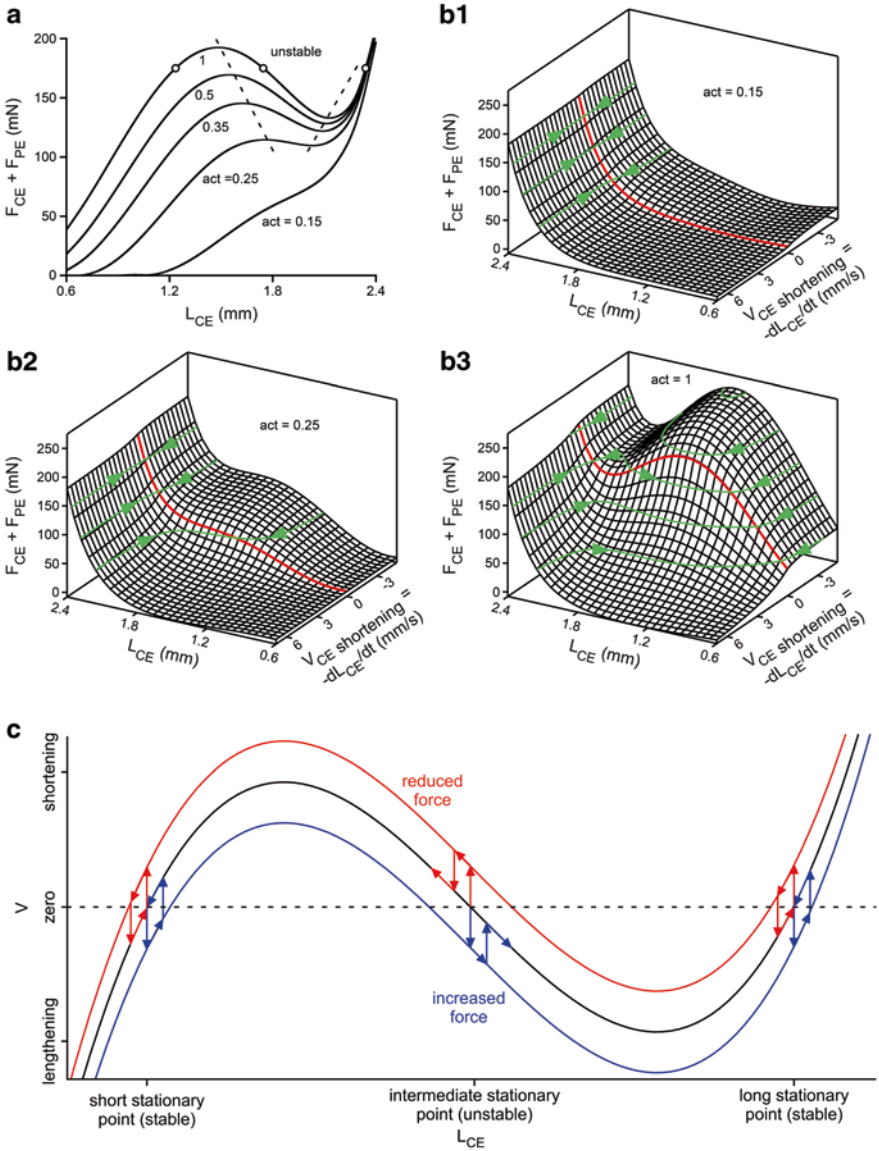 a
200
150
100
50
0
F_CE + F_PE (mN)
1
unstable
0.5
0.35
act =0.25
act = 0.15
0.6
1.2
1.8
2.4
L_CE (mm)
b1
act = 0.15
250
200
150
100
50
0
F_CE + F_PE (mN)
2.4
1.8
1.2
0.6
L_CE (mm)
-3
0
3
6
V_CE shortening =
-dL_CE/dt (mm/s)
b2
act = 0.25
250
200
150
100
50
0
F_CE + F_PE (mN)
2.4
1.8
1.2
0.6
L_CE (mm)
-3
0
3
6
V_CE shortening =
-dL_CE/dt (mm/s)
b3
act = 1
250
200
150
100
50
0
F_CE + F_PE (mN)
2.4
1.8
1.2
0.6
L_CE (mm)
-3
0
3
6
V_CE shortening =
-dL_CE/dt (mm/s)
c
shortening
V
zero
lengthening
reduced
force
increased
force
short stationary
point (stable)
intermediate stationary
point (unstable)
long stationary
point (stable)
L_CE